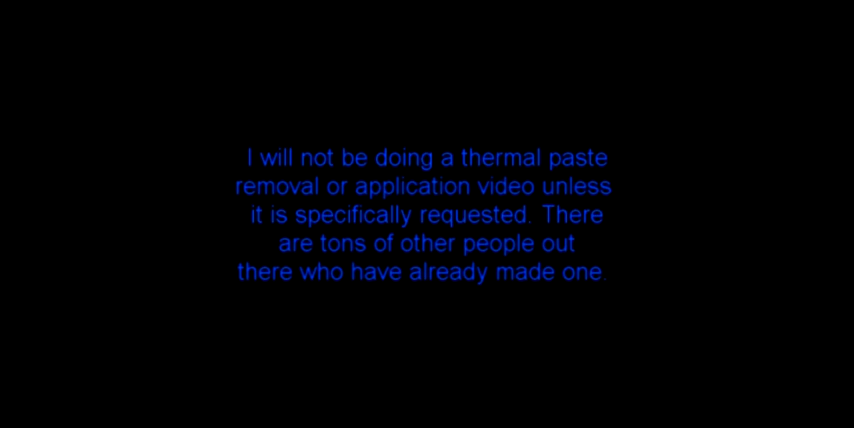 I will not be doing a thermal paste
removal or application video unless
it is specifically requested. There
are tons of other people out
there who have already made one.